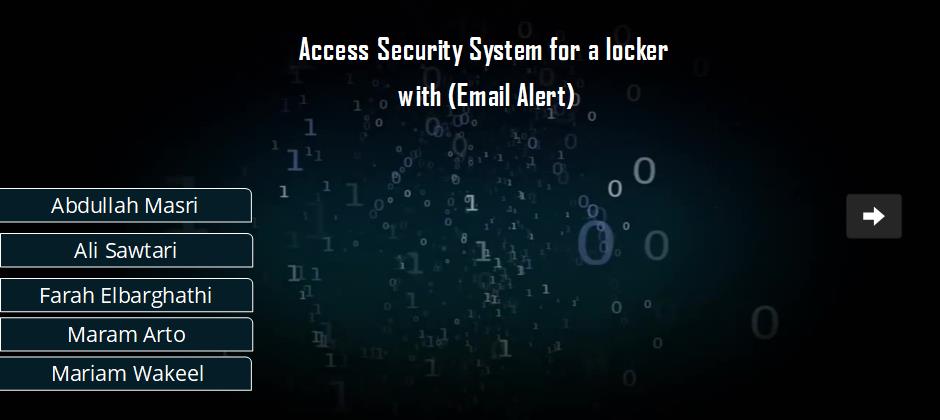 Access Security System for a locker
with (Email Alert)
Abdullah Masri
Ali Sawtari
Farah Elbarghathi
Maram Arto
Mariam Wakeel